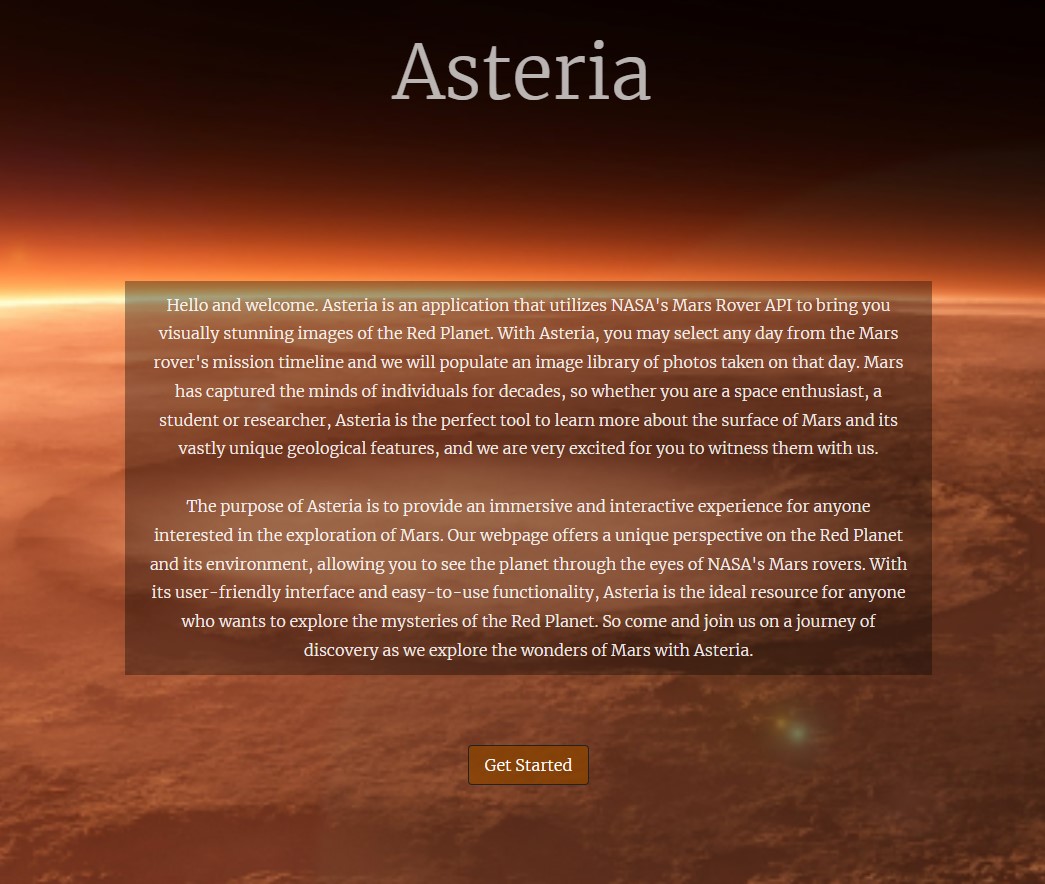 Asteria
Hello and welcome. Asteria is an application that utilizes NASA's Mars Rover API to bring you
visually stunning images of the Red Planet. With Asteria, you may select any day from the Mars
rover's mission timeline and we will populate an image library of photos taken on that day. Mars
has captured the minds of individuals for decades, so whether you are a space enthusiast, a
student or researcher, Asteria is the perfect tool to learn more about the surface of Mars and its
vastly unique geological features, and we are very excited for you to witness them with us.
The purpose of Asteria is to provide an immersive and interactive experience for anyone
interested in the exploration of Mars. Our webpage offers a unique perspective on the Red Planet
and its environment, allowing you to see the planet through the eyes of NASA's Mars rovers. With
its user-friendly interface and easy-to-use functionality, Asteria is the ideal resource for anyone
who wants to explore the mysteries of the Red Planet. So come and join us on a journey of
discovery as we explore the wonders of Mars with Asteria.
Get Started